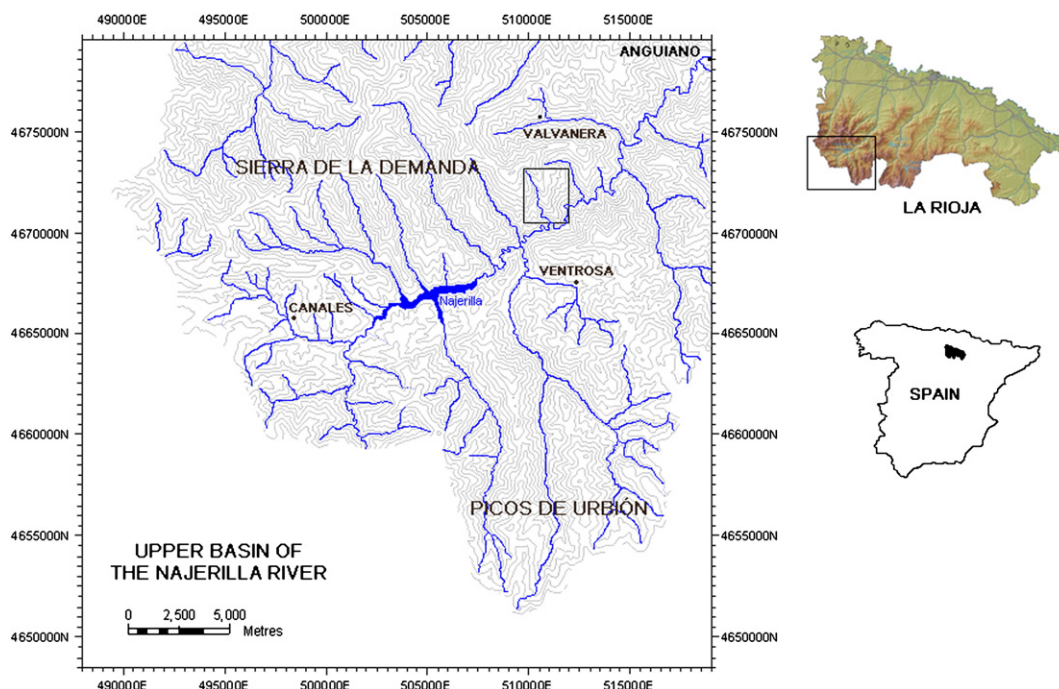 490000E 495000E 500000E 505000E 510000E 515000E
ANGUIANO
4675000N 4675000N
VALVANERA
SIERRA DE LA DEMANDA
LA RIOJA
4670000N 4670000N
VENTROSA
Najerilla
CANALES
4665000N 4665000N
SPAIN
4660000N 4660000N
PICOS DE URBIÓN
4655000N 4655000N
UPPER BASIN OF
THE NAJERILLA RIVER
0 2,500 5,000
Metres
4650000N 4650000N
490000E 495000E 500000E 505000E 510000E 515000E